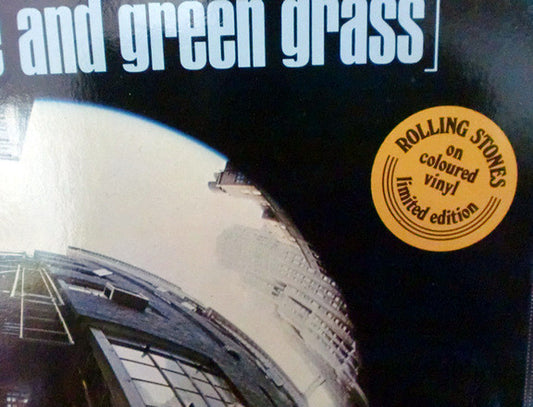 and green grass]
ROLLING STONES
on
coloured
vinyl
limited edition